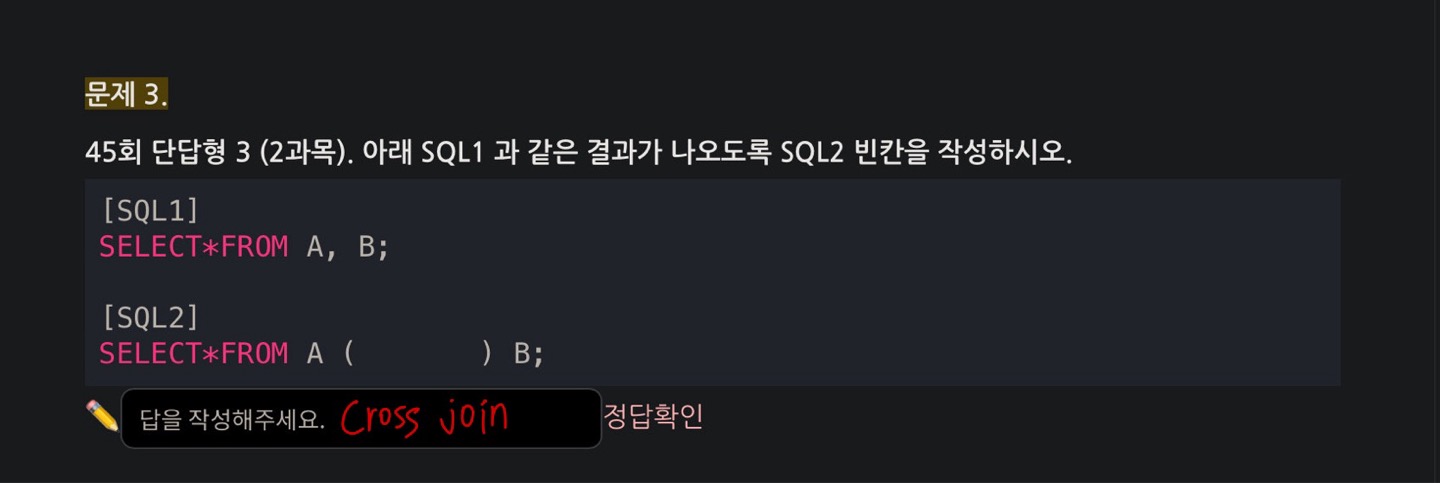 문제 3.
45회 단답형 3 (2과목). 아래 SQL1 과 같은 결과가 나오도록 SQL2 빈칸을 작성하시오.
[SQL1]
SELECT*FROM A, B;
[SQL2]
SELECT*FROM A (       ) B;
답을 작성해주세요. Cross join 정답확인